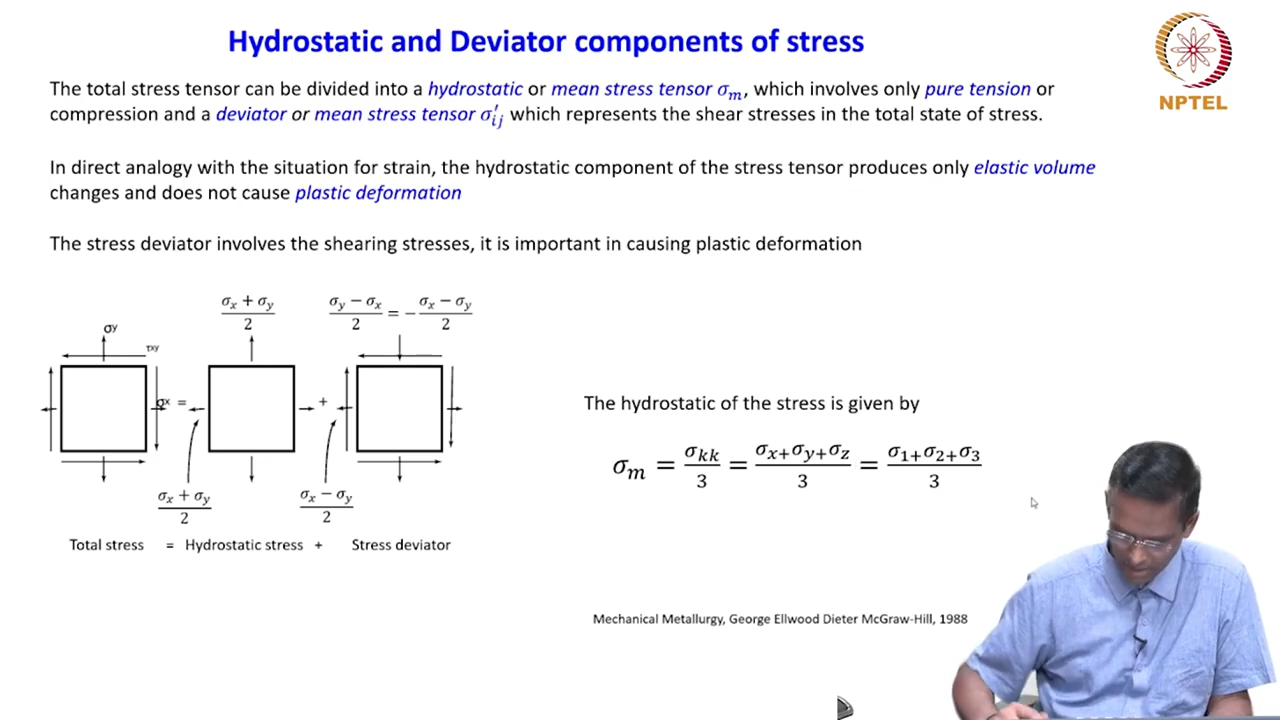 Hydrostatic and Deviator components of stress
NPTEL
The total stress tensor can be divided into a hydrostatic or mean stress tensor σₘ, which involves only pure tension or
compression and a deviator or mean stress tensor σ′ᵢⱼ which represents the shear stresses in the total state of stress.
In direct analogy with the situation for strain, the hydrostatic component of the stress tensor produces only elastic volume
changes and does not cause plastic deformation
The stress deviator involves the shearing stresses, it is important in causing plastic deformation
(σx + σy)/2
(σy − σx)/2 = −(σx − σy)/2
σy
τxy
σx = +
(σx + σy)/2
(σx − σy)/2
Total stress = Hydrostatic stress + Stress deviator
The hydrostatic of the stress is given by
σₘ = σkk/3 = (σx+σy+σz)/3 = (σ1+σ2+σ3)/3
Mechanical Metallurgy, George Ellwood Dieter McGraw-Hill, 1988